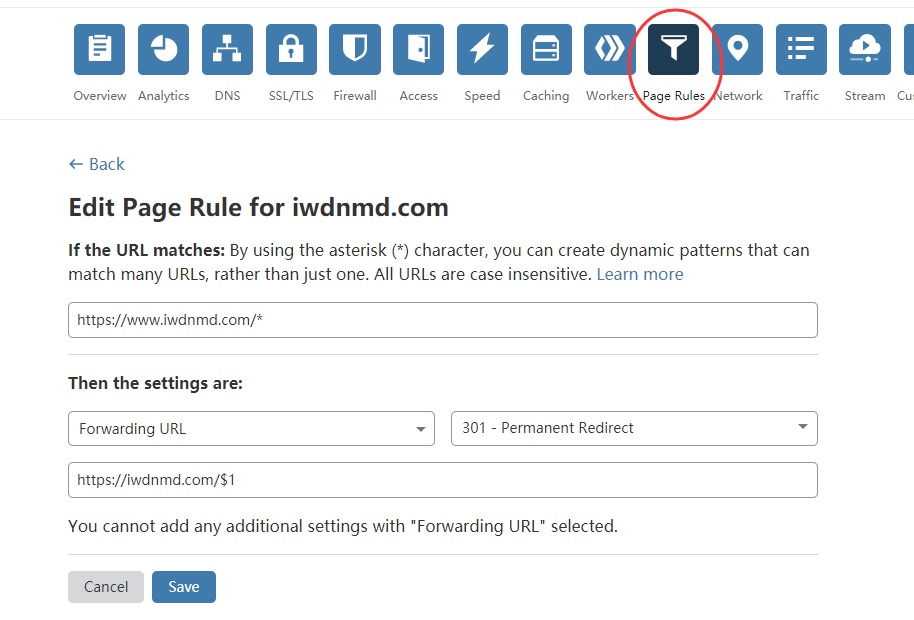 Overview Analytics DNS SSL/TLS Firewall Access Speed Caching Workers Page Rules Network Traffic Stream Cu
← Back
Edit Page Rule for iwdnmd.com
If the URL matches: By using the asterisk (*) character, you can create dynamic patterns that can
match many URLs, rather than just one. All URLs are case insensitive. Learn more
https://www.iwdnmd.com/*
Then the settings are:
Forwarding URL 301 - Permanent Redirect
https://iwdnmd.com/$1
You cannot add any additional settings with "Forwarding URL" selected.
Cancel Save